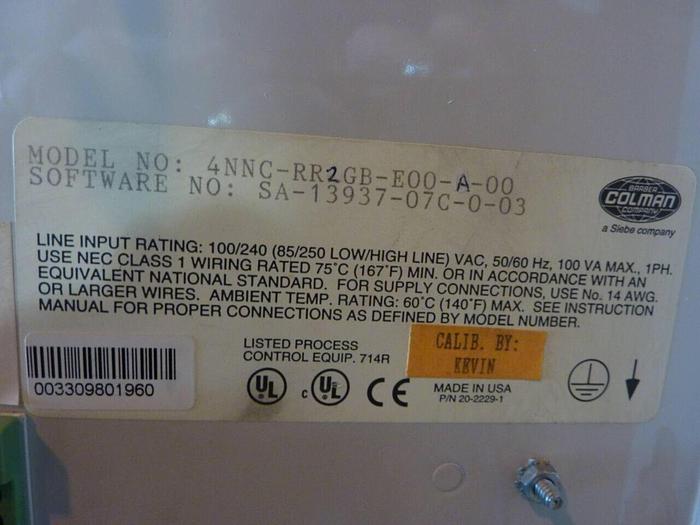 MODEL NO: 4NNC-RR2GB-E00-A-00
SOFTWARE NO: SA-13937-07C-0-03
BARBER
COLMAN
COMPANY
a Siebe company
LINE INPUT RATING: 100/240 (85/250 LOW/HIGH LINE) VAC, 50/60 Hz, 100 VA MAX., 1PH.
USE NEC CLASS 1 WIRING RATED 75°C (167°F) MIN. OR IN ACCORDANCE WITH AN
EQUIVALENT NATIONAL STANDARD. FOR SUPPLY CONNECTIONS, USE No. 14 AWG.
OR LARGER WIRES. AMBIENT TEMP. RATING: 60°C (140°F) MAX. SEE INSTRUCTION
MANUAL FOR PROPER CONNECTIONS AS DEFINED BY MODEL NUMBER.
003309801960
LISTED PROCESS
CONTROL EQUIP. 714R
UL
c UL
CE
CALIB. BY:
KEVIN
MADE IN USA
P/N 20-2229-1